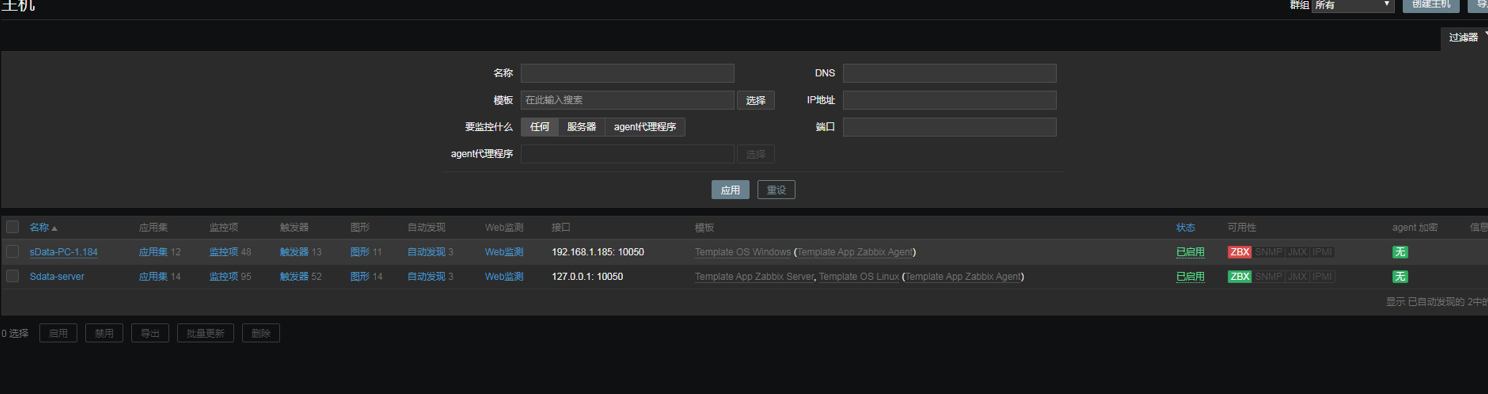 主机
群组 所有 创建主机
过滤器
名称 DNS
模板 在此输入搜索 选择 IP地址
要监控什么 任何 服务器 agent代理程序 端口
agent代理程序 选择
应用 重设
名称 应用集 监控项 触发器 图形 自动发现 Web监测 接口 模板 状态 可用性 agent 加密 信息
sData-PC-1.184 应用集 12 监控项 48 触发器 13 图形 11 自动发现 3 Web监测 192.168.1.185: 10050 Template OS Windows (Template App Zabbix Agent) 已启用 ZBX SNMP JMX IPMI 无
Sdata-server 应用集 14 监控项 95 触发器 52 图形 14 自动发现 3 Web监测 127.0.0.1: 10050 Template App Zabbix Server, Template OS Linux (Template App Zabbix Agent) 已启用 ZBX SNMP JMX IPMI 无
显示 已自动发现的 2中的
0 选择 启用 禁用 导出 批量更新 删除